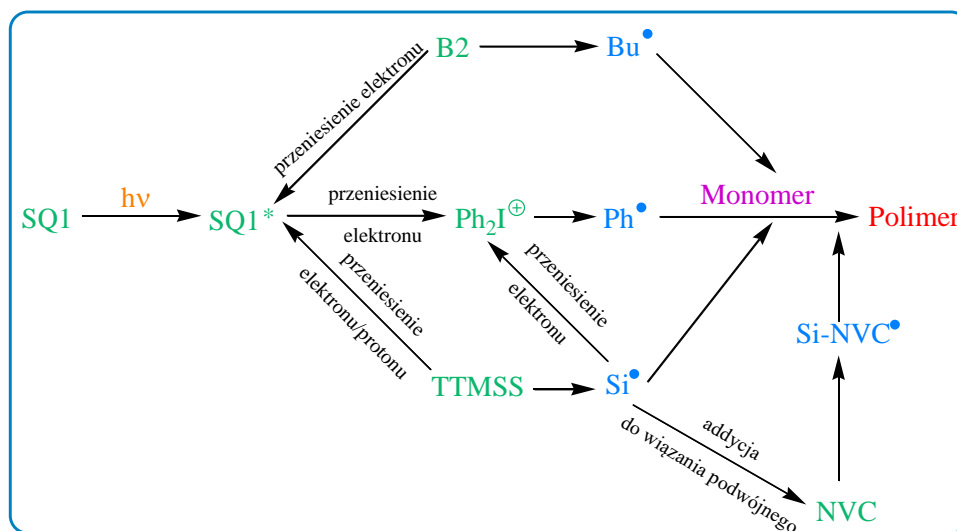 B2
Bu•
przeniesienie elektronu
SQ1
hν
SQ1*
przeniesienie
elektronu
Ph₂I⊕
Ph•
Monomer
Polimer
przeniesienie
elektronu/protonu
przeniesienie
elektronu
Si-NVC•
TTMSS
Si•
addycja
do wiązania podwójnego
NVC